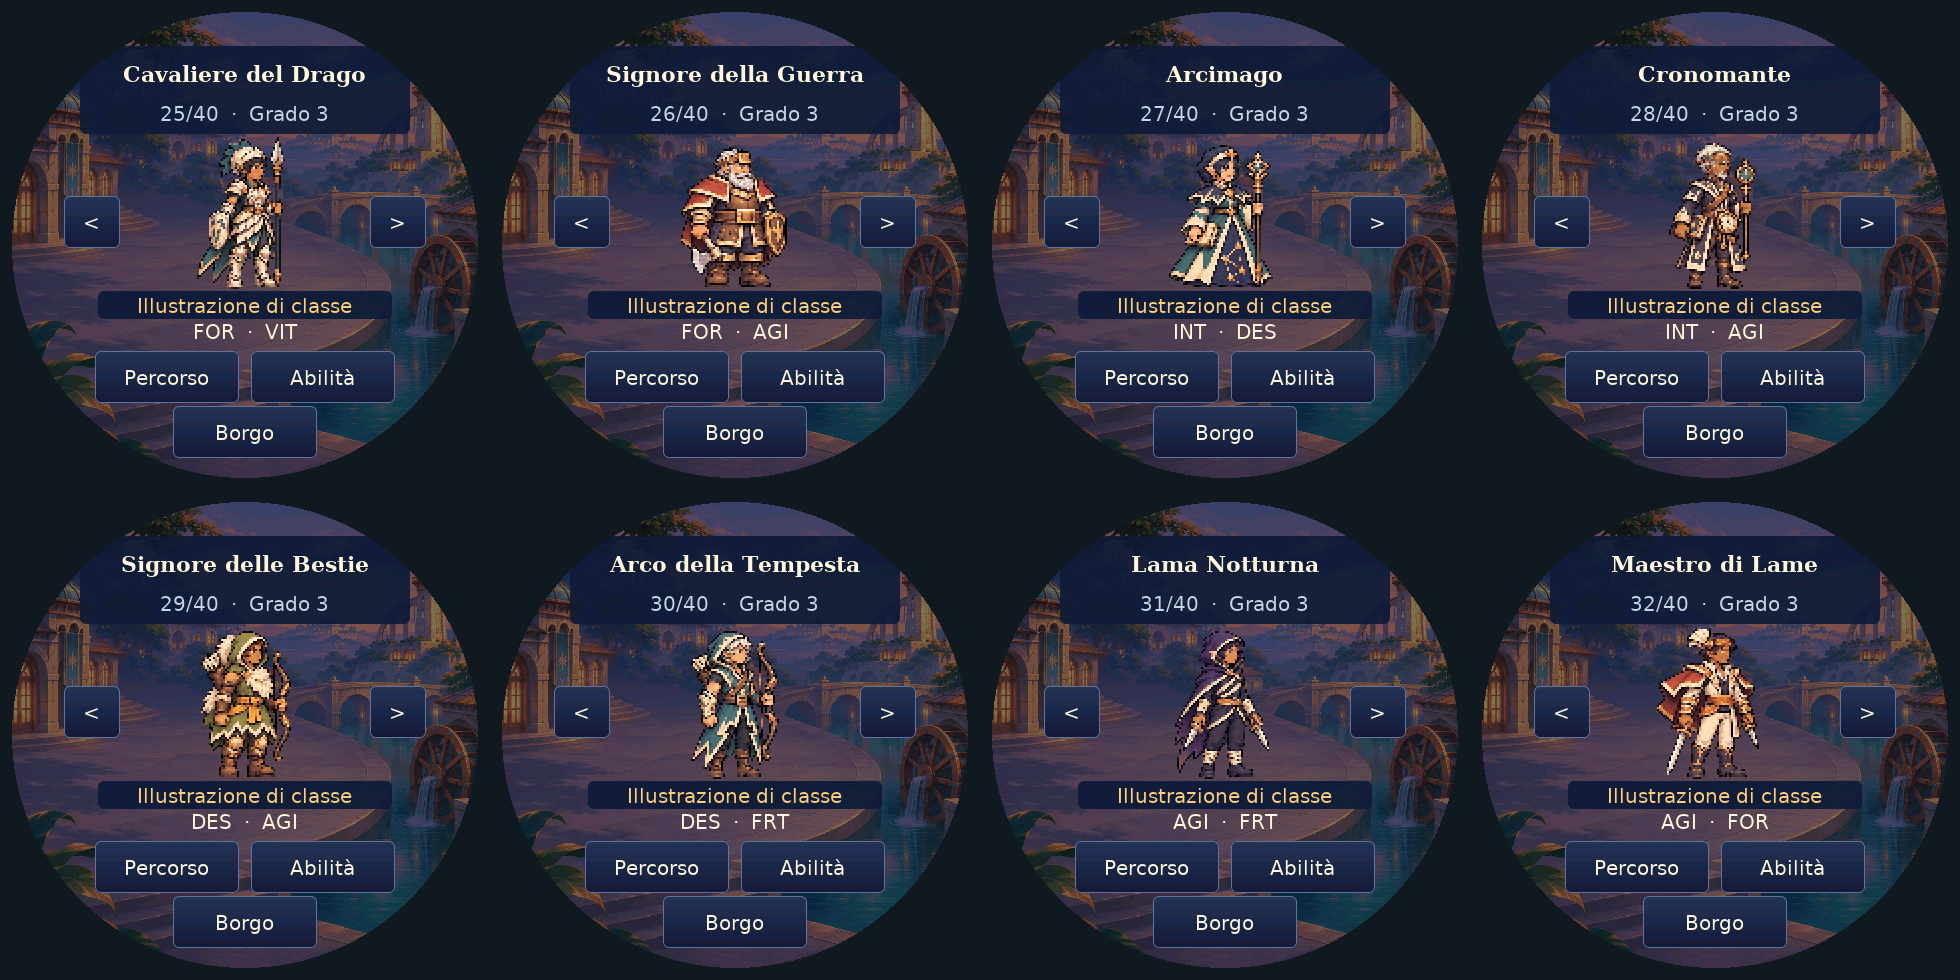 Cavaliere del Drago
25/40 · Grado 3
<
>
Illustrazione di classe
FOR · VIT
Percorso
Abilità
Borgo
Signore della Guerra
26/40 · Grado 3
<
>
Illustrazione di classe
FOR · AGI
Percorso
Abilità
Borgo
Arcimago
27/40 · Grado 3
<
>
Illustrazione di classe
INT · DES
Percorso
Abilità
Borgo
Cronomante
28/40 · Grado 3
<
>
Illustrazione di classe
INT · AGI
Percorso
Abilità
Borgo
Signore delle Bestie
29/40 · Grado 3
<
>
Illustrazione di classe
DES · AGI
Percorso
Abilità
Borgo
Arco della Tempesta
30/40 · Grado 3
<
>
Illustrazione di classe
DES · FRT
Percorso
Abilità
Borgo
Lama Notturna
31/40 · Grado 3
<
>
Illustrazione di classe
AGI · FRT
Percorso
Abilità
Borgo
Maestro di Lame
32/40 · Grado 3
<
>
Illustrazione di classe
AGI · FOR
Percorso
Abilità
Borgo